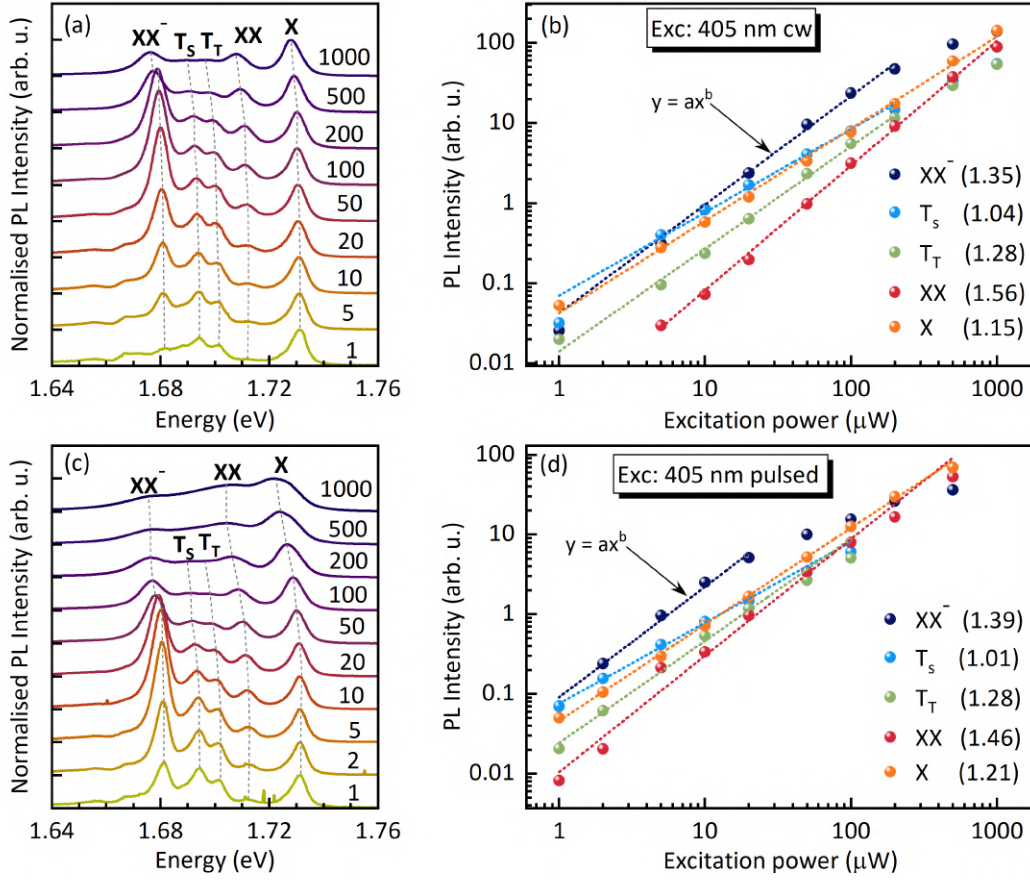 (a)
XX⁻
T_S
T_T
XX
X
1000
500
200
100
50
20
10
5
1
Normalised PL Intensity (arb. u.)
1.64
1.68
1.72
1.76
Energy (eV)
(b)
Exc: 405 nm cw
y = ax^b
XX⁻ (1.35)
T_s (1.04)
T_T (1.28)
XX (1.56)
X (1.15)
PL Intensity (arb. u.)
100
10
1
0.1
0.01
1
10
100
1000
Excitation power (μW)
(c)
XX⁻
T_S
T_T
XX
X
1000
500
200
100
50
20
10
5
2
1
Normalised PL Intensity (arb. u.)
1.64
1.68
1.72
1.76
Energy (eV)
(d)
Exc: 405 nm pulsed
y = ax^b
XX⁻ (1.39)
T_s (1.01)
T_T (1.28)
XX (1.46)
X (1.21)
PL Intensity (arb. u.)
100
10
1
0.1
0.01
1
10
100
1000
Excitation power (μW)